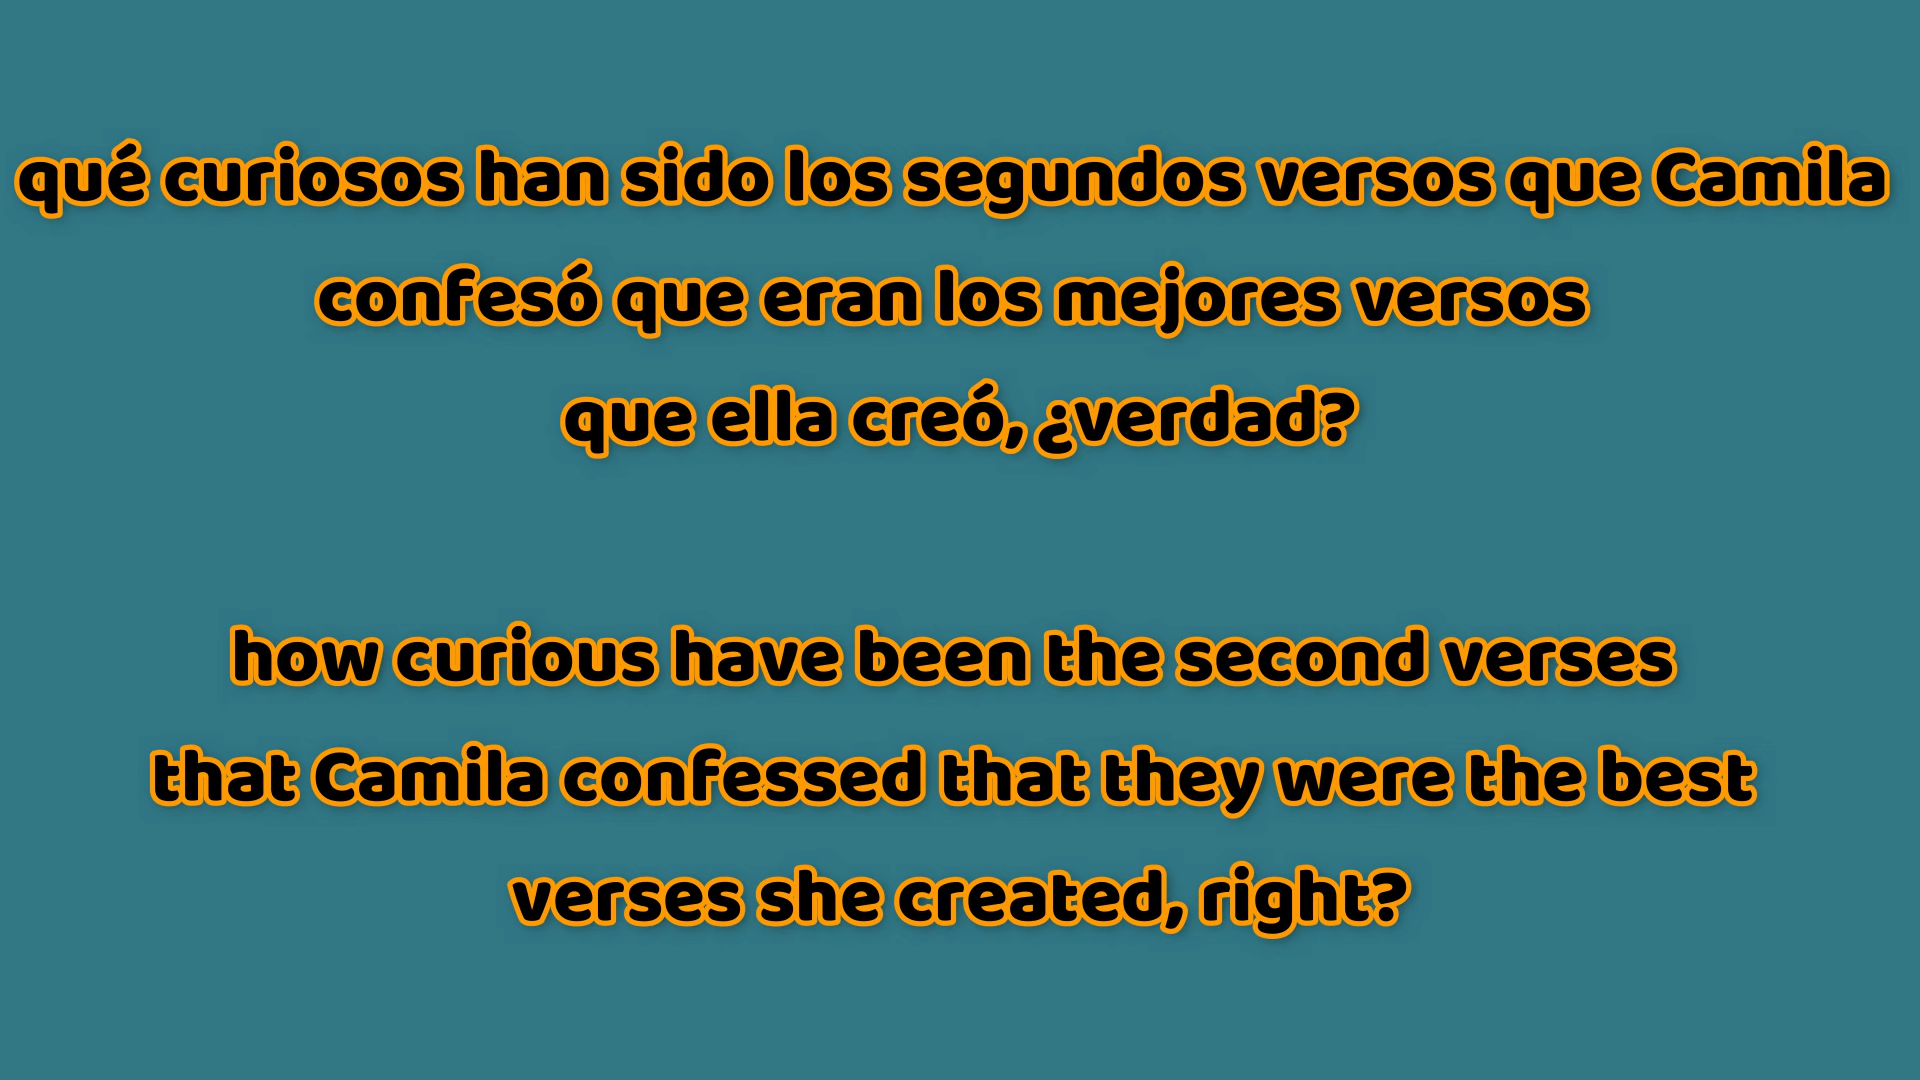 qué curiosos han sido los segundos versos que Camila
confesó que eran los mejores versos
que ella creó, ¿verdad?
how curious have been the second verses
that Camila confessed that they were the best
verses she created, right?